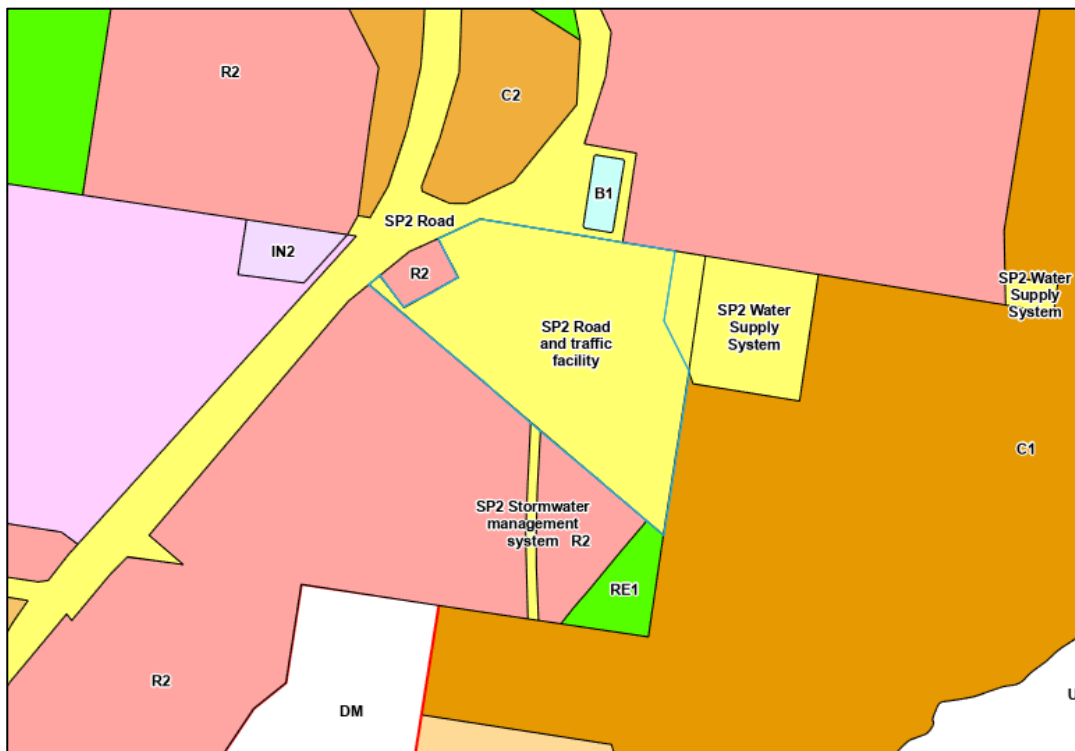 R2
C2
B1
SP2 Road
IN2
R2
SP2 Water
Supply
System
SP2 Water
Supply
System
SP2 Road
and traffic
facility
C1
SP2 Stormwater
management
system R2
RE1
R2
DM
U